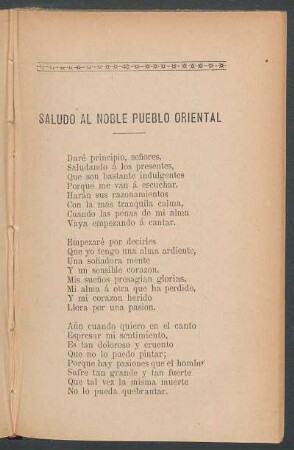 SALUDO AL NOBLE PUEBLO ORIENTAL
Daré principio, señores,
Saludando á los presentes,
Que son bastante indulgentes
Porque me van á escuchar.
Harán sus razonamientos
Con la mas tranquila calma,
Cuando las penas de mi alma
Vaya empezando á cantar.
Empezaré por decirles
Que yo tengo una alma ardiente,
Una soñadora mente
Y un sensible corazon.
Mis sueños presagian glorias,
Mi alma á otra que ha perdido,
Y mi corazon herido
Llora por una pasion.
Aún cuando quiero en el canto
Espresar mi sentimiento,
Es tan doloroso y cruento
Que no lo puedo pintar;
Porque hay pasiones que el hombre
Sufre tan grande y tan fuerte
Que tal vez la misma muerte
No lo pueda quebrantar.